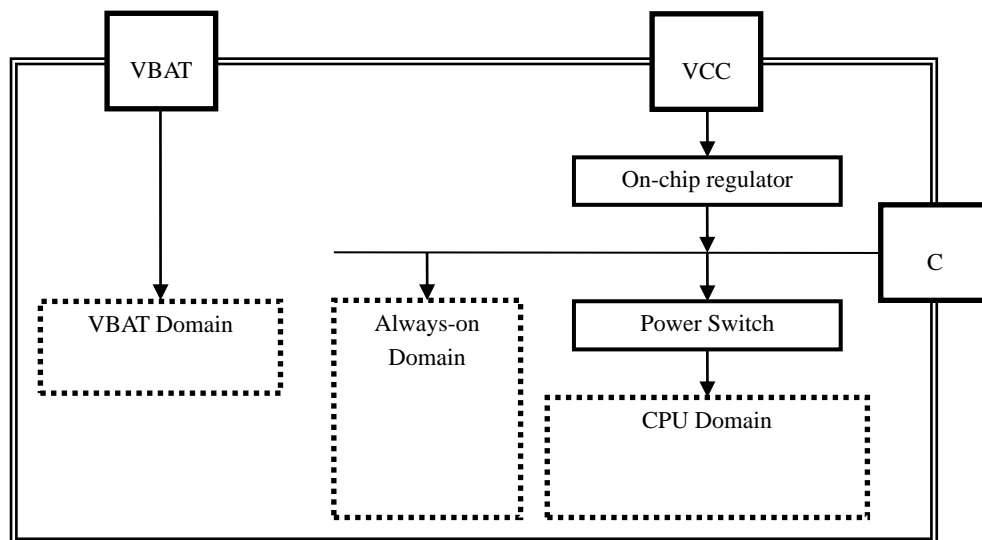 VBAT
VCC
On-chip regulator
C
VBAT Domain
Always-on
Domain
Power Switch
CPU Domain